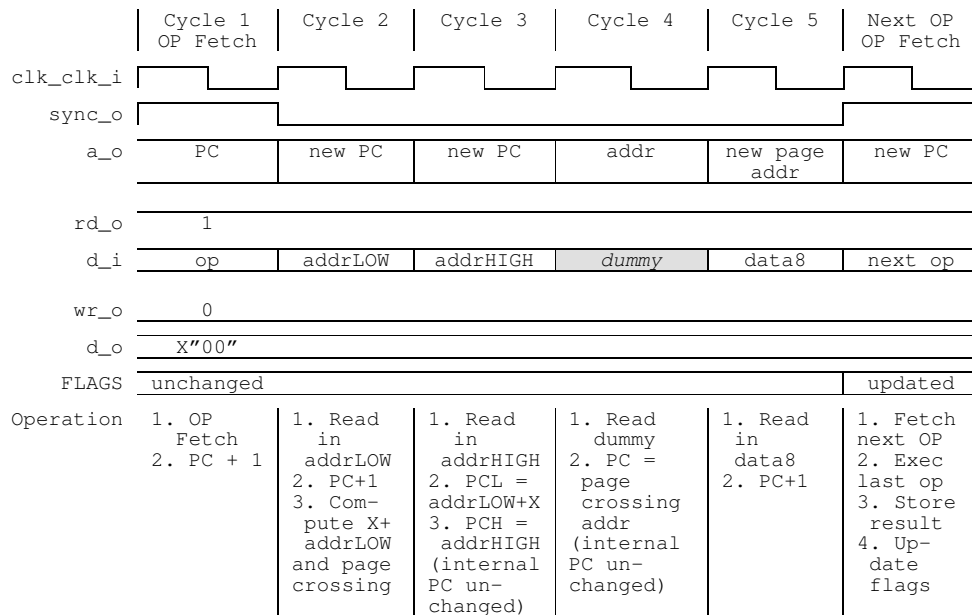 Cycle 1 Cycle 2 Cycle 3 Cycle 4 Cycle 5 Next OP
OP Fetch OP Fetch
clk_clk_i
sync_o
a_o PC new PC new PC addr new page new PC
addr
rd_o 1
d_i op addrLOW addrHIGH dummy data8 next op
wr_o 0
d_o X"00"
FLAGS unchanged updated
Operation 1. OP 1. Read 1. Read 1. Read 1. Read 1. Fetch
Fetch in in dummy in next OP
2. PC + 1 addrLOW addrHIGH 2. PC = data8 2. Exec
2. PC+1 2. PCL = page 2. PC+1 last op
3. Com- addrLOW+X crossing 3. Store
pute X+ 3. PCH = addr result
addrLOW addrHIGH (internal 4. Up-
and page (internal PC un- date
crossing PC un- changed) flags
changed)